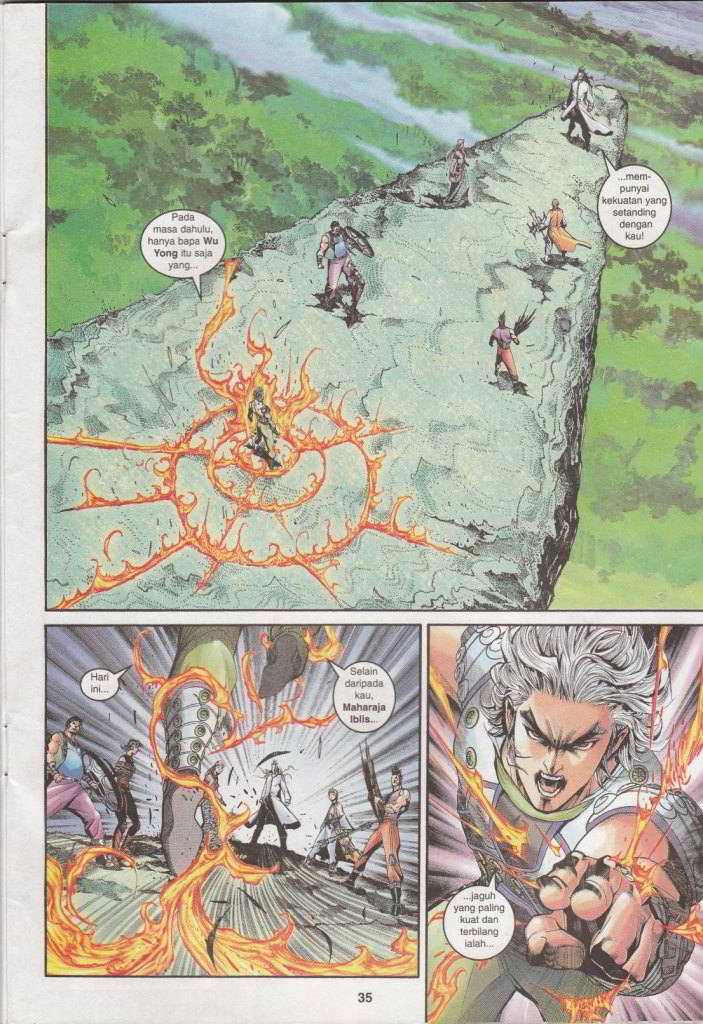 Pada
masa dahulu,
hanya bapa Wu
Yong itu saja
yang...
...mem-
punyai
kekuatan yang
setanding
dengan
kau!
Hari
ini...
Selain
daripada
kau,
Maharaja
Iblis...
...jaguh
yang paling
kuat dan
terbilang
ialah...
35